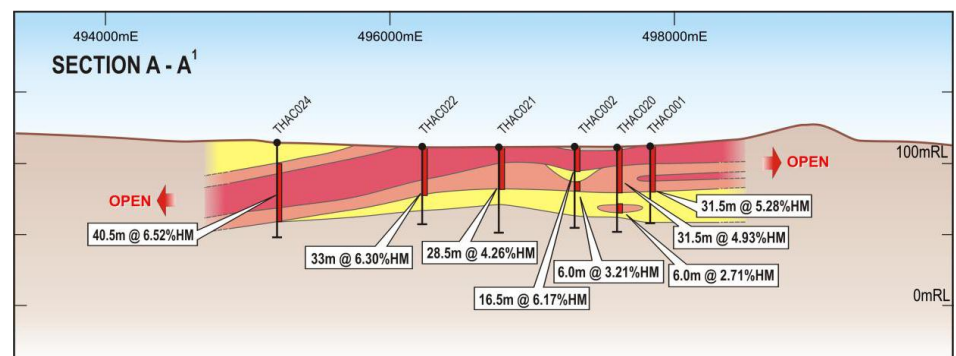 494000mE
496000mE
498000mE
SECTION A - A1
THAC024
THAC022
THAC021
THAC002
THAC020
THAC001
100mRL
OPEN
OPEN
40.5m @ 6.52%HM
33m @ 6.30%HM
28.5m @ 4.26%HM
16.5m @ 6.17%HM
6.0m @ 3.21%HM
6.0m @ 2.71%HM
31.5m @ 4.93%HM
31.5m @ 5.28%HM
0mRL